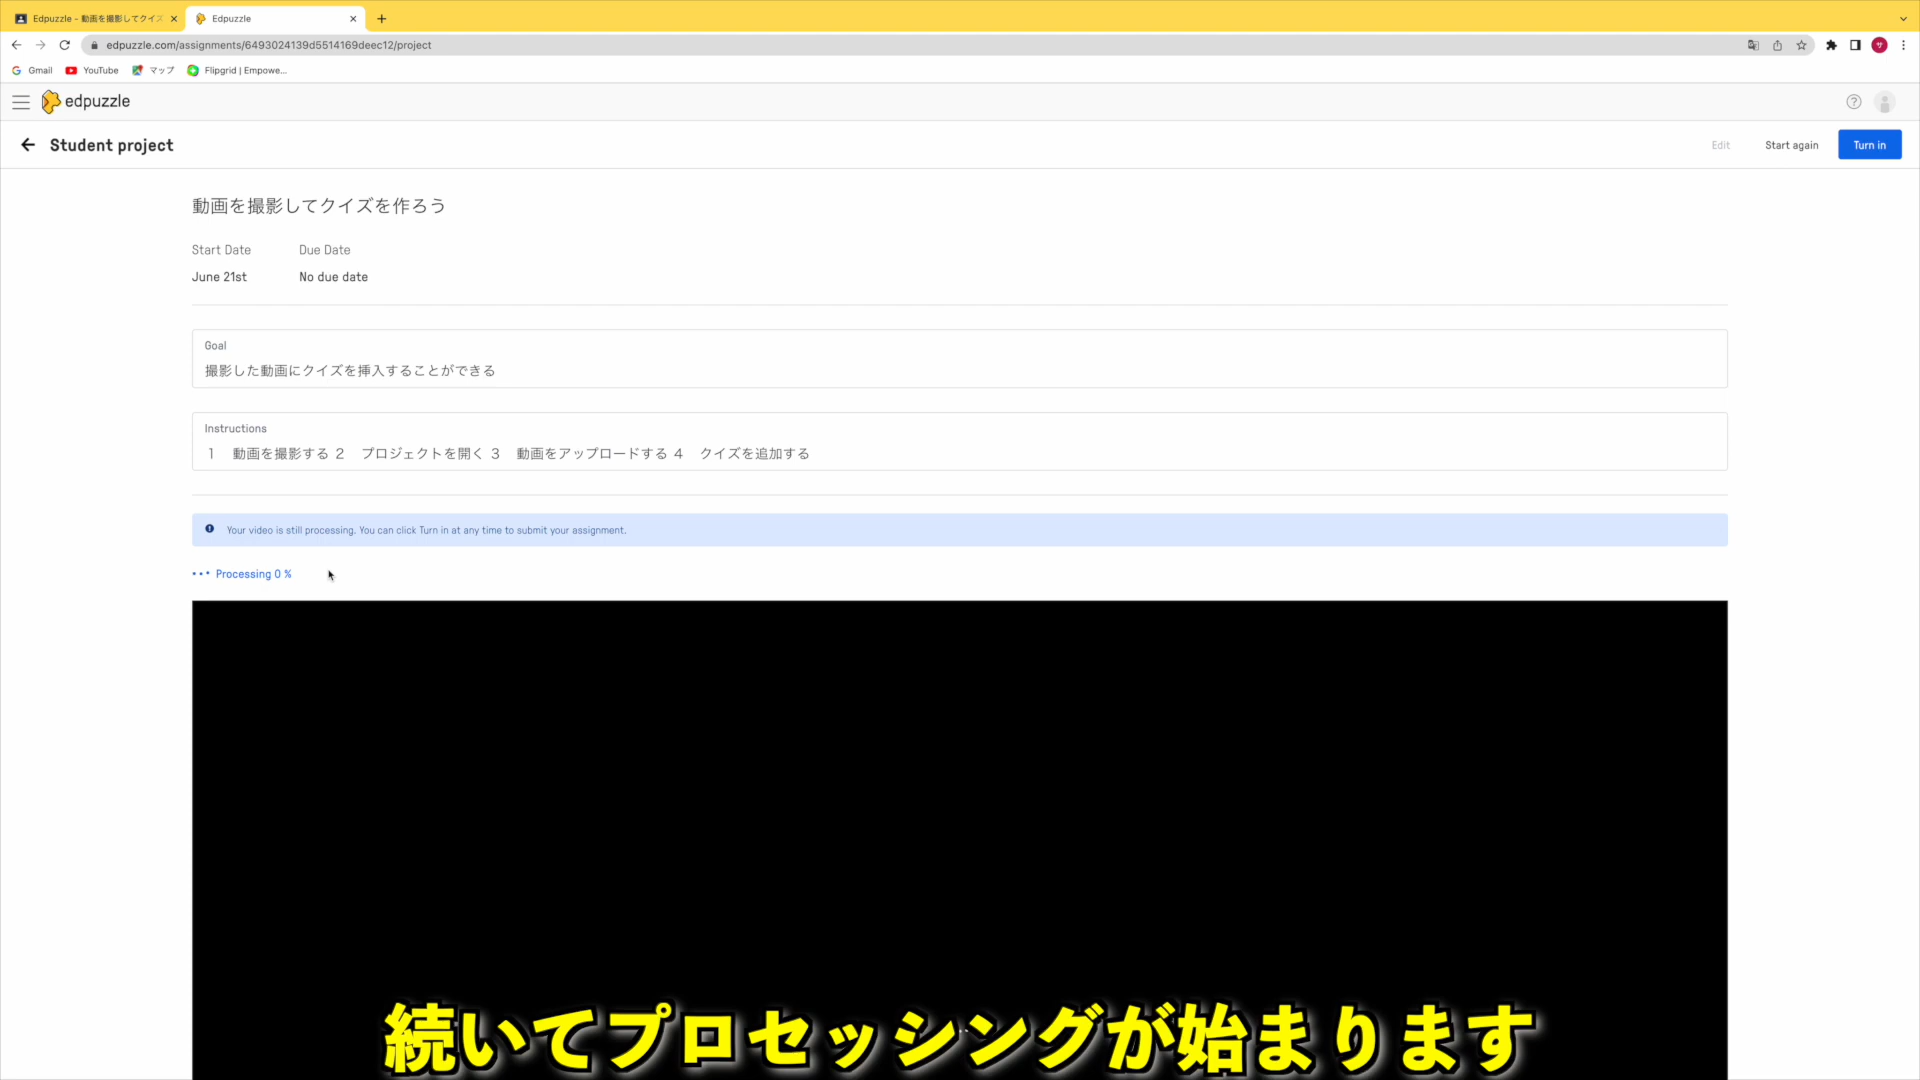 Edpuzzle - 動画を撮影してクイズ
Edpuzzle
edpuzzle.com/assignments/6493024139d5514169deec12/project
サ
Gmail
YouTube
マップ
Flipgrid | Empowe...
edpuzzle
Student project
Edit
Start again
Turn in
動画を撮影してクイズを作ろう
Start Date
Due Date
June 21st
No due date
Goal
撮影した動画にクイズを挿入することができる
Instructions
１　動画を撮影する ２　プロジェクトを開く ３　動画をアップロードする ４　クイズを追加する
Your video is still processing. You can click Turn in at any time to submit your assignment.
Processing 0 %
続いてプロセッシングが始まります